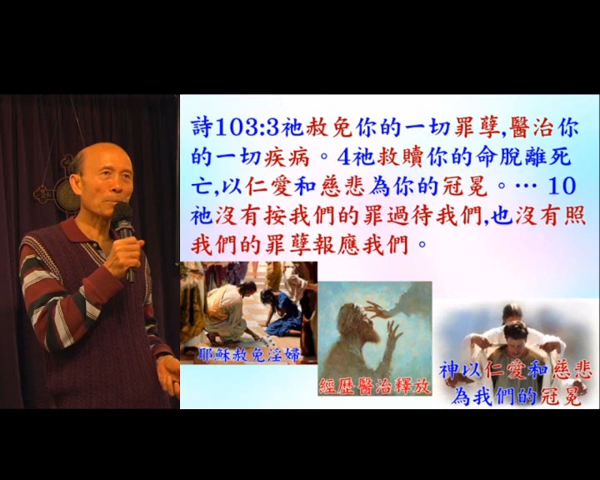 詩103:3祂赦免你的一切罪孽,醫治你
的一切疾病。4祂救贖你的命脫離死
亡,以仁愛和慈悲為你的冠冕。… 10
祂沒有按我們的罪過待我們,也沒有照
我們的罪孽報應我們。
耶穌赦免淫婦
經歷醫治釋放
神以仁愛和慈悲
為我們的冠冕